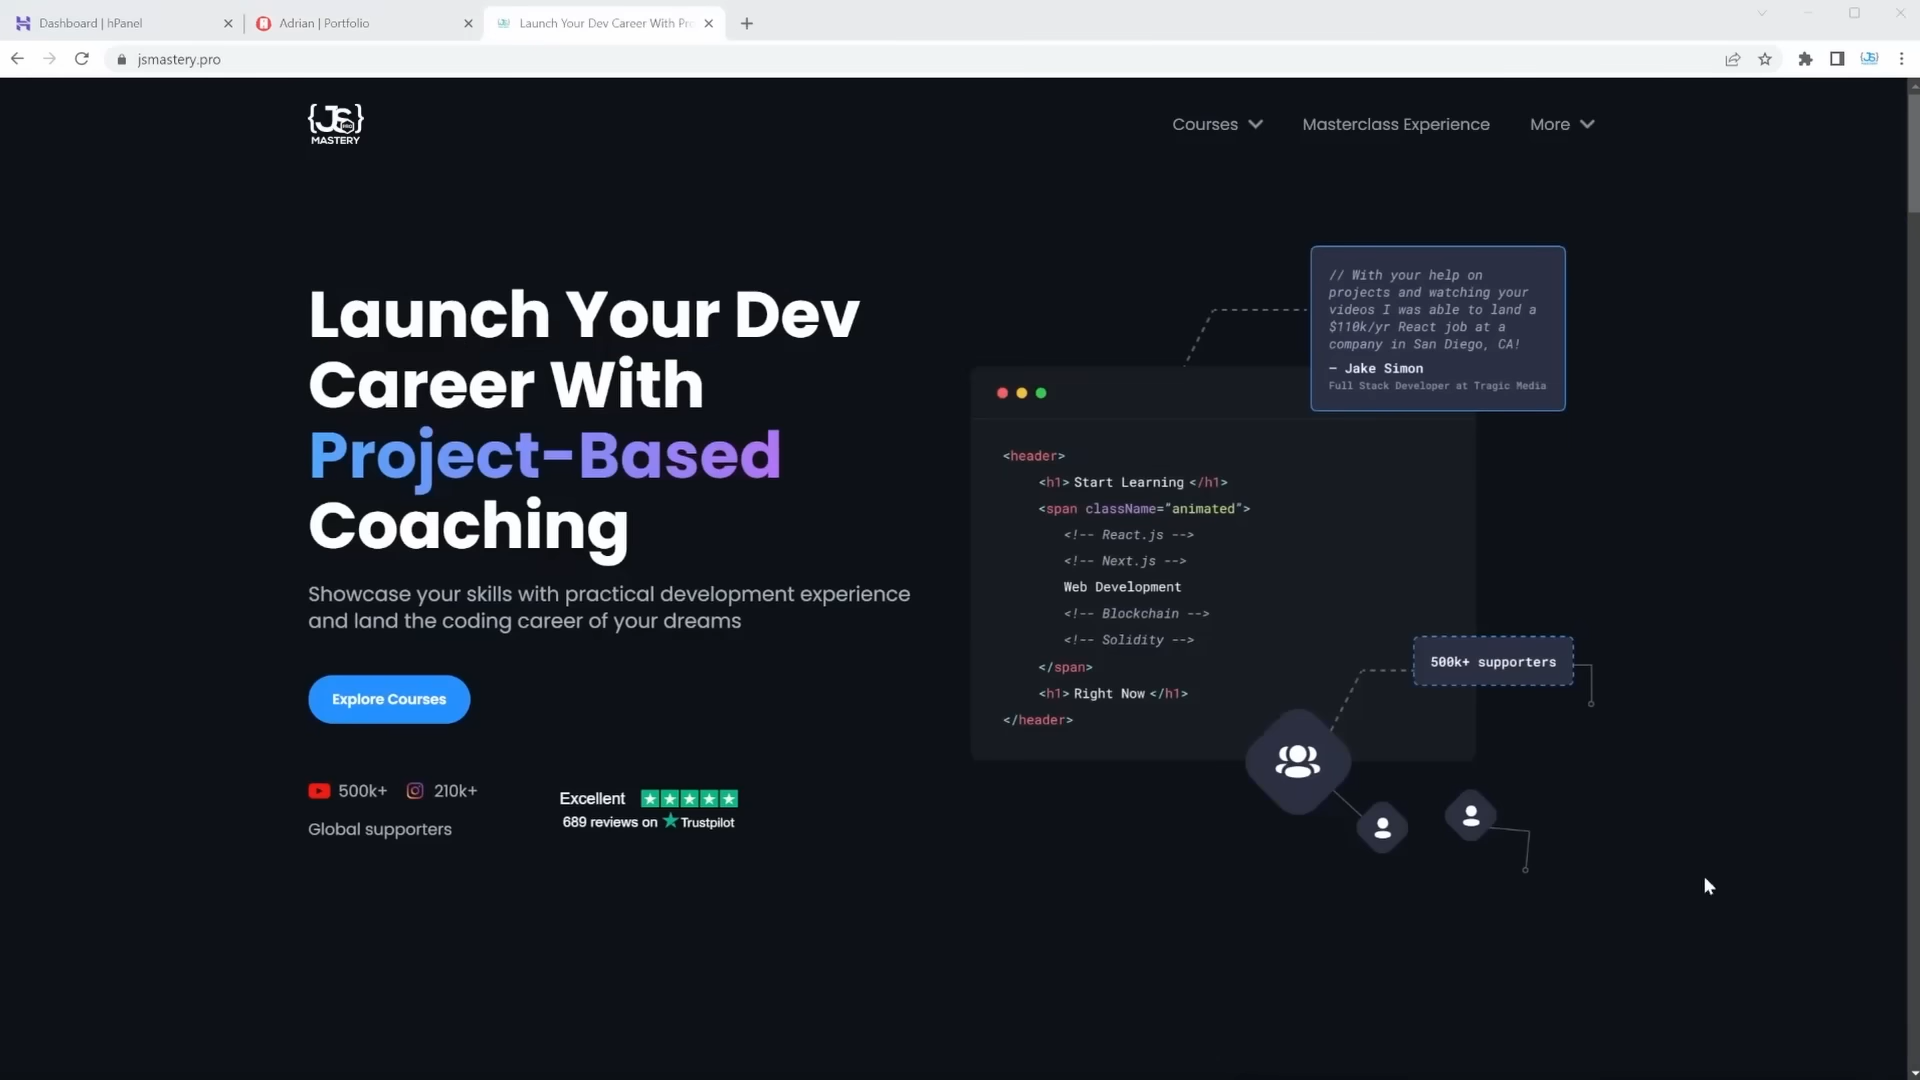 Dashboard | hPanel
Adrian | Portfolio
Launch Your Dev Career With Pro
jsmastery.pro
{JS}
{JS}
MASTERY
Courses
Masterclass Experience
More
Launch Your Dev
Career With
Project-Based
Coaching
Showcase your skills with practical development experience
and land the coding career of your dreams
Explore Courses
500k+
210k+
Global supporters
Excellent
689 reviews on Trustpilot
// With your help on
projects and watching your
videos I was able to land a
$110k/yr React job at a
company in San Diego, CA!
– Jake Simon
Full Stack Developer at Tragic Media
<header>
<h1> Start Learning </h1>
<span className="animated">
<!-- React.js -->
<!-- Next.js -->
Web Development
<!-- Blockchain -->
<!-- Solidity -->
</span>
<h1> Right Now </h1>
</header>
500k+ supporters